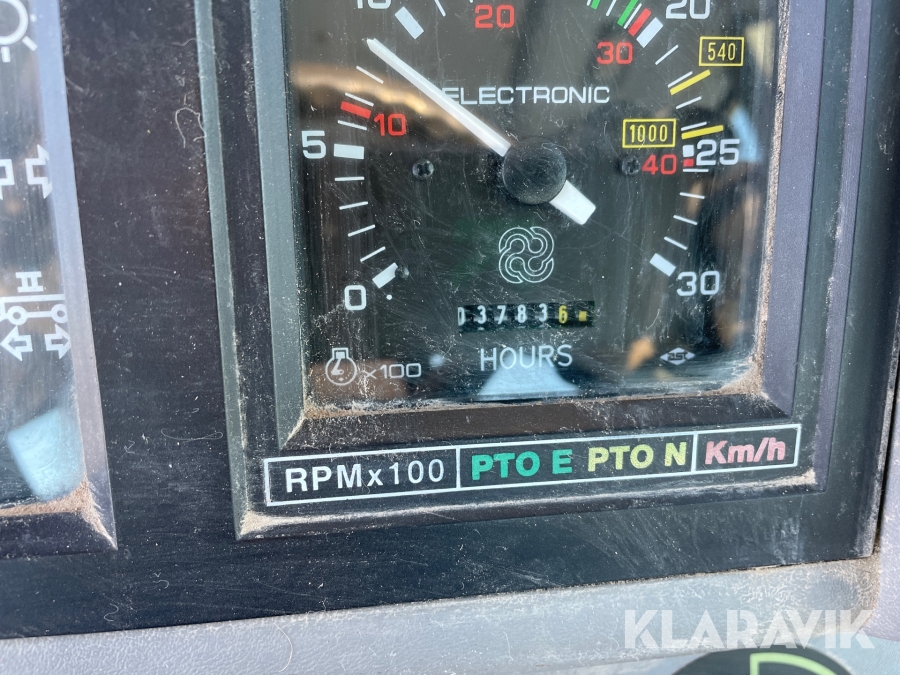 10 20 20
30 540
ELECTRONIC
10 1000
5 40 25
0 30
037836
HOURS
x100
RPMx100 PTO E PTO N Km/h
KLARAVIK